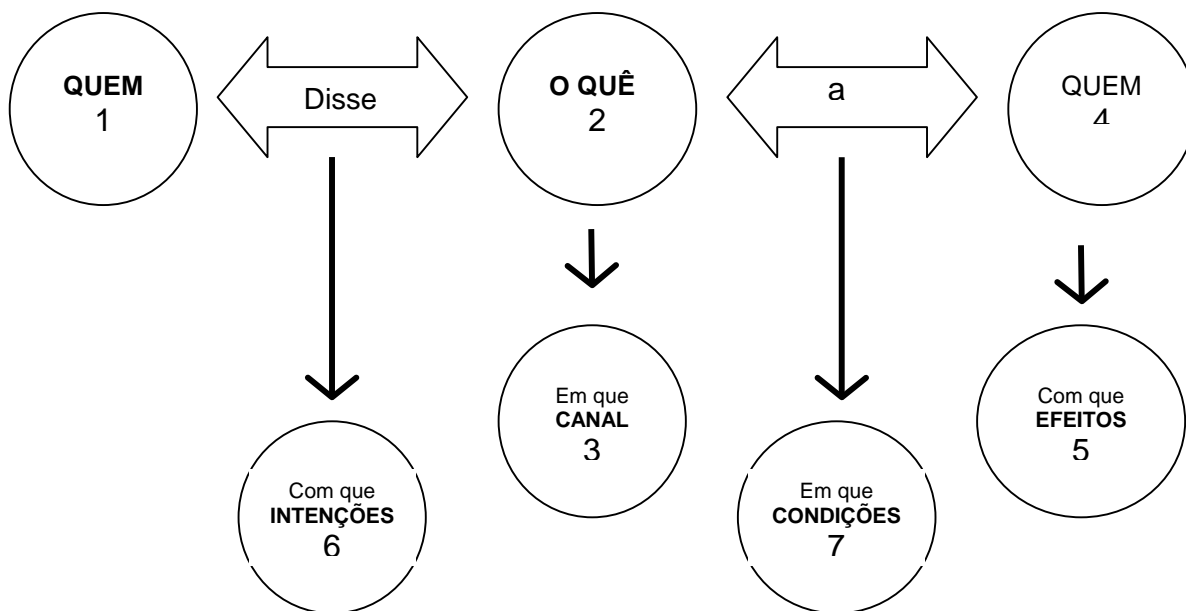 QUEM
1
Disse
O QUÊ
2
a
QUEM
4
Em que
CANAL
3
Com que
EFEITOS
5
Com que
INTENÇÕES
6
Em que
CONDIÇÕES
7